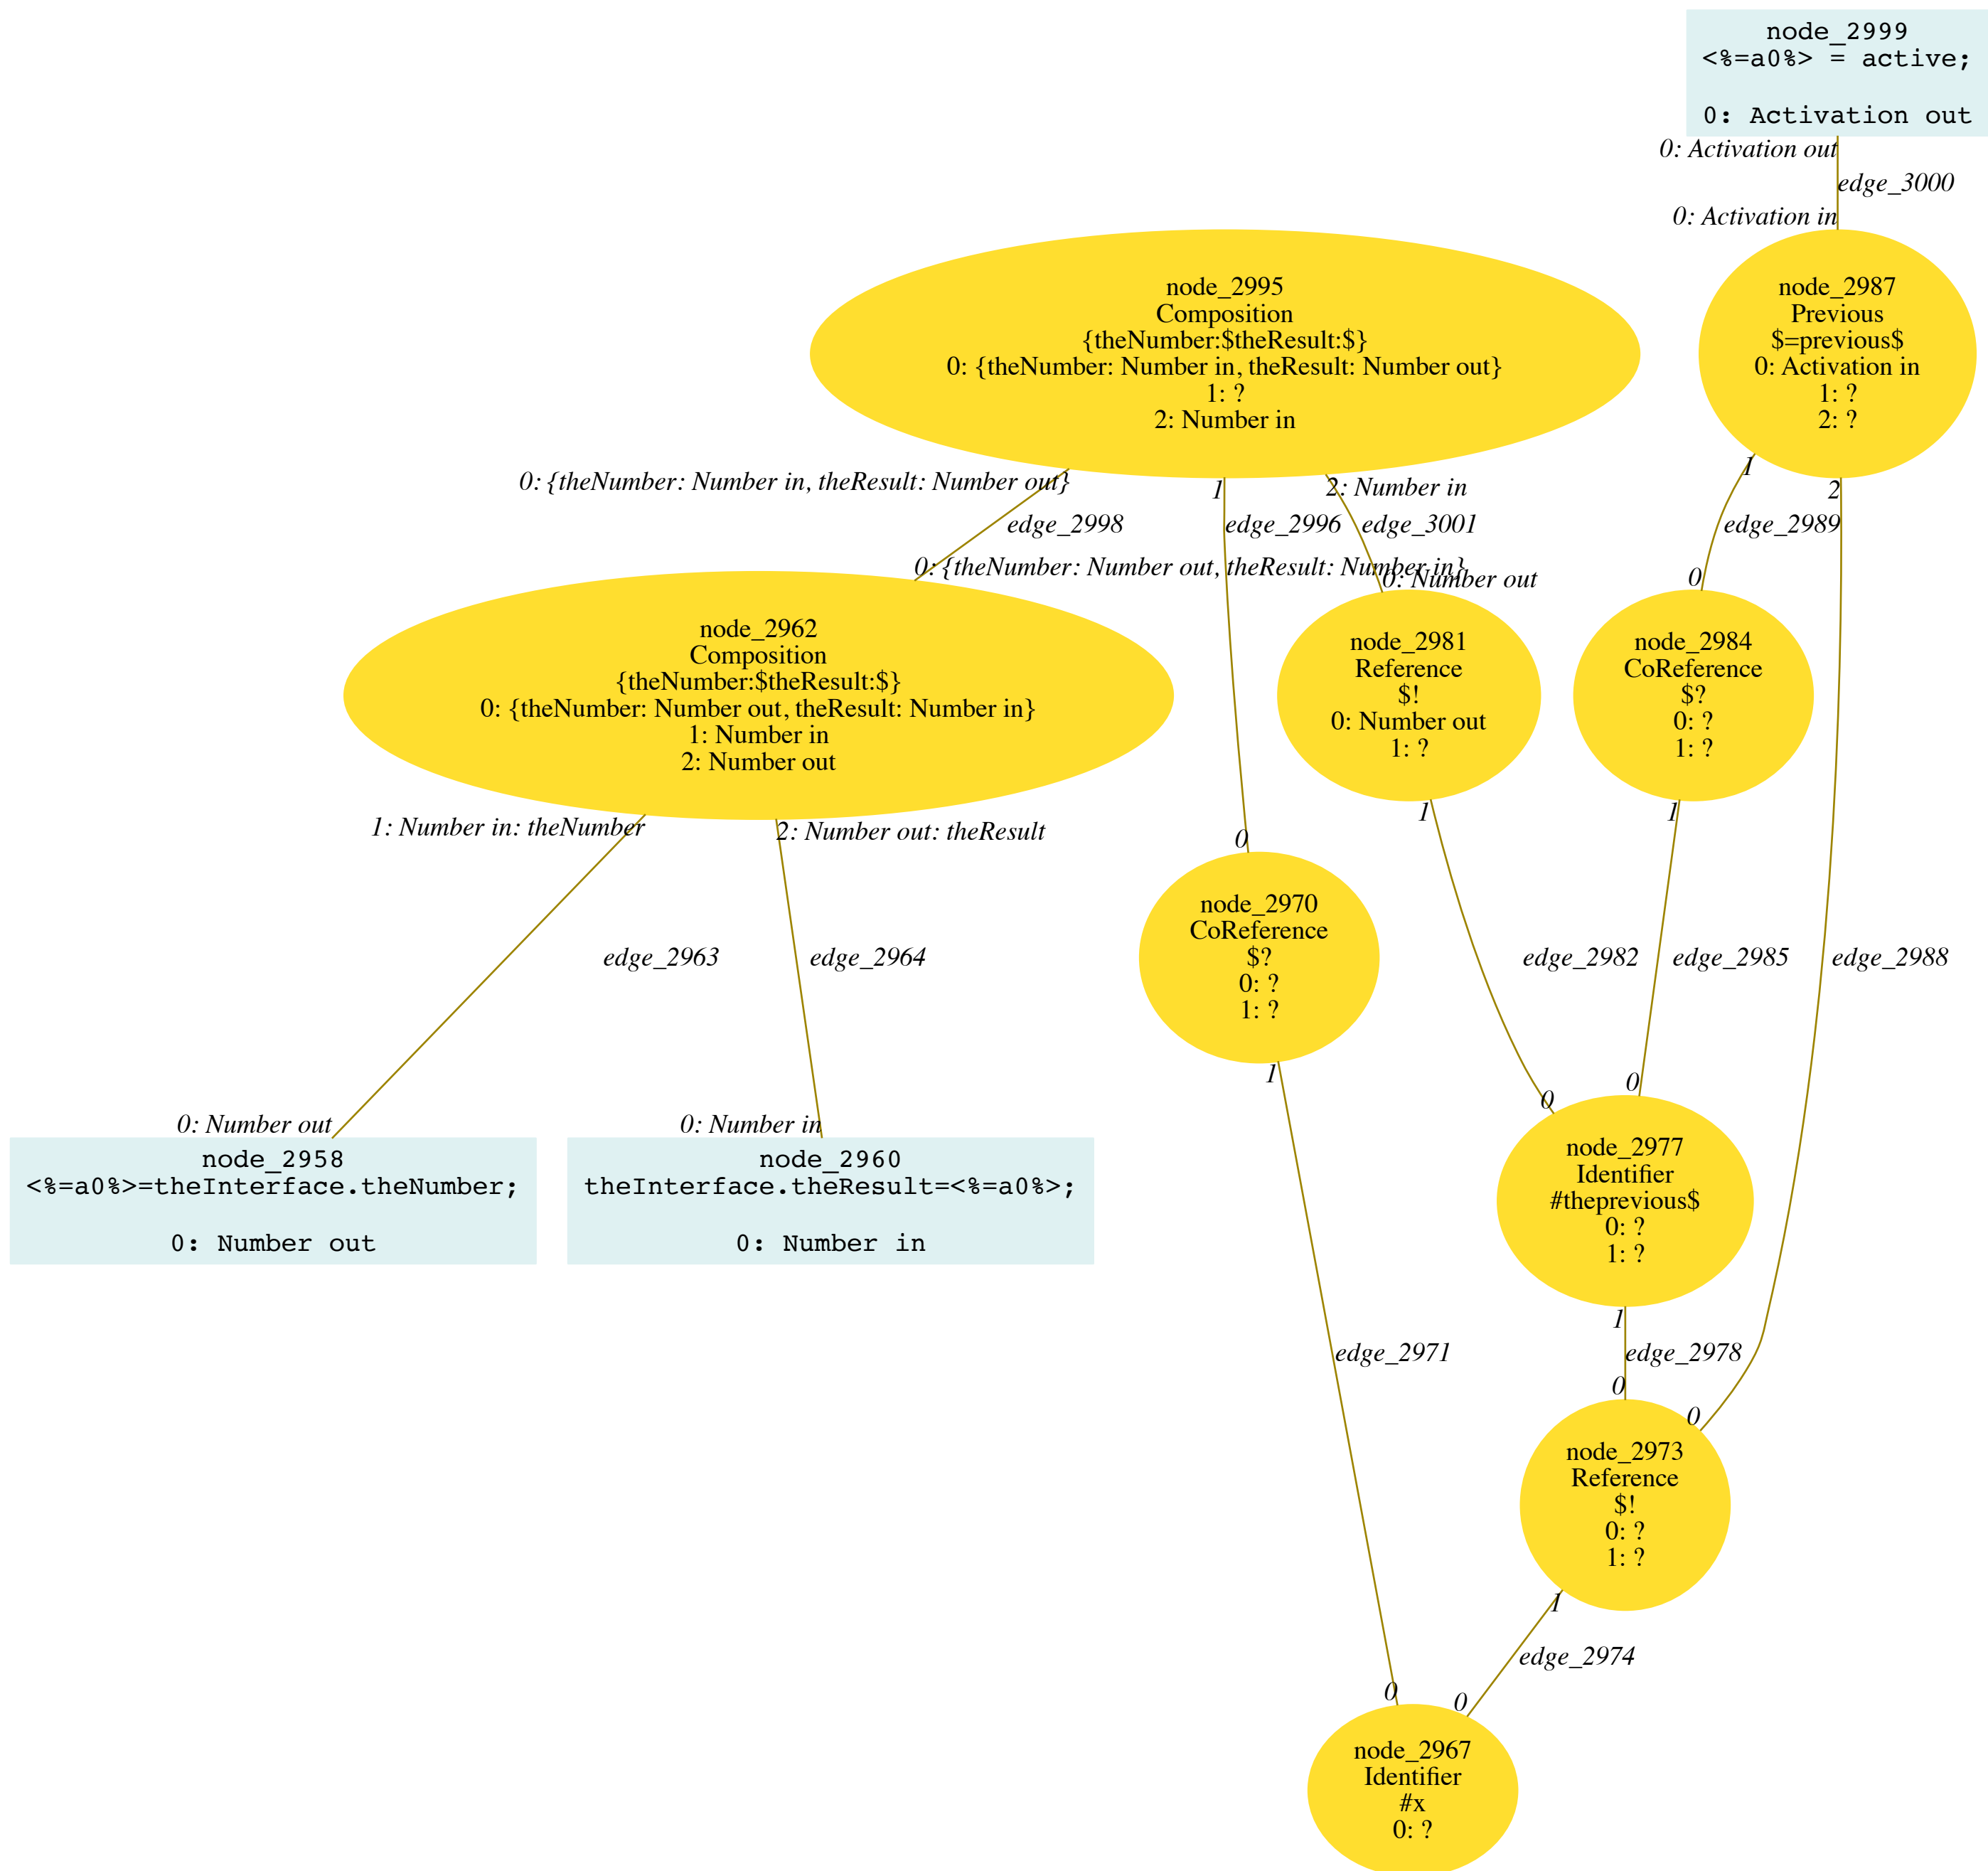 node_2999
<%=a0%> = active;
0: Activation out
0: Activation out
edge_3000
0: Activation in
node_2995
Composition
{theNumber:$theResult:$}
0: {theNumber: Number in, theResult: Number out}
1: ?
2: Number in
node_2987
Previous
$=previous$
0: Activation in
1: ?
2: ?
0: {theNumber: Number in, theResult: Number out}
1
2: Number in
1
2
edge_2998
edge_2996
edge_3001
edge_2989
0: {theNumber: Number out, theResult: Number in}
0: Number out
0
node_2962
Composition
{theNumber:$theResult:$}
0: {theNumber: Number out, theResult: Number in}
1: Number in
2: Number out
node_2981
Reference
$!
0: Number out
1: ?
node_2984
CoReference
$?
0: ?
1: ?
1: Number in: theNumber
2: Number out: theResult
1
1
0
node_2970
CoReference
$?
0: ?
1: ?
edge_2963
edge_2964
edge_2982
edge_2985
edge_2988
1
0: Number out
0: Number in
0
0
node_2958
<%=a0%>=theInterface.theNumber;
0: Number out
node_2960
theInterface.theResult=<%=a0%>;
0: Number in
node_2977
Identifier
#theprevious$
0: ?
1: ?
1
edge_2971
edge_2978
0
0
node_2973
Reference
$!
0: ?
1: ?
1
edge_2974
0
0
node_2967
Identifier
#x
0: ?